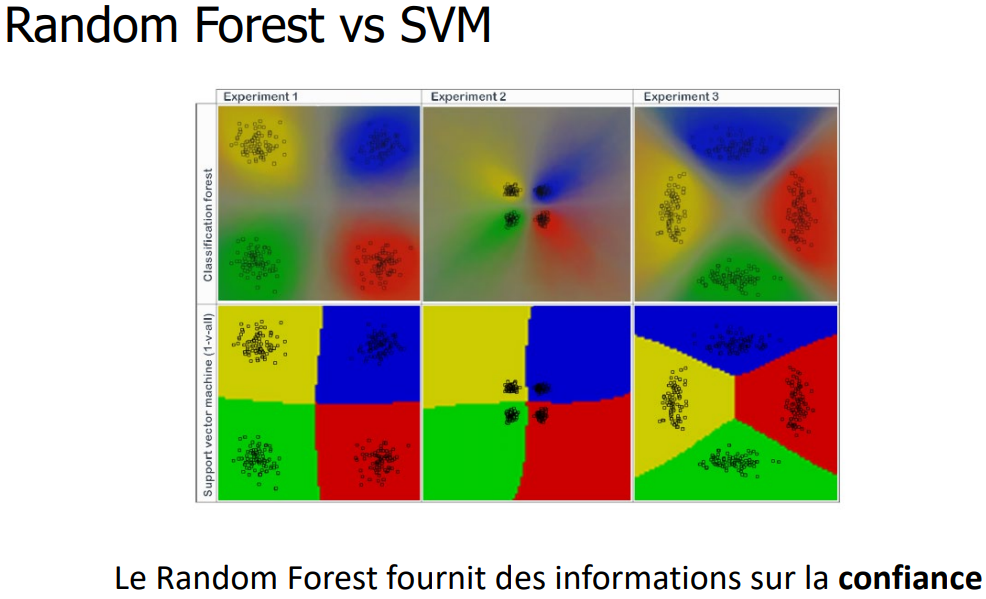 Random Forest vs SVM
Experiment 1
Experiment 2
Experiment 3
Classification forest
Support vector machine (1-v-all)
Le Random Forest fournit des informations sur la confiance